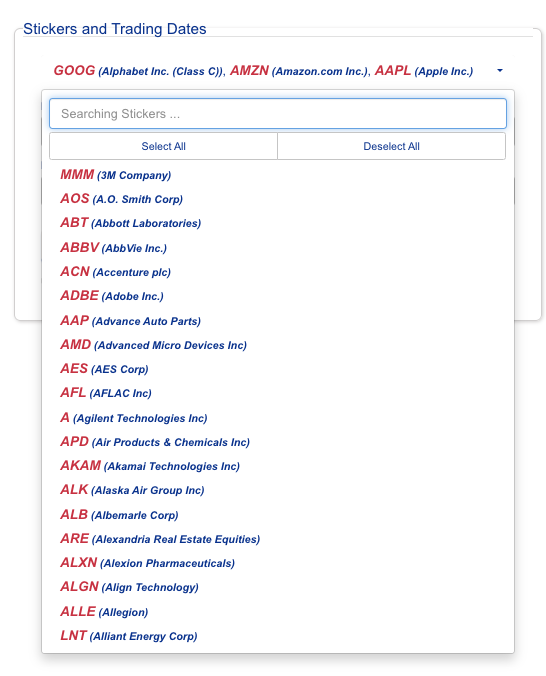 Stickers and Trading Dates
GOOG (Alphabet Inc. (Class C)), AMZN (Amazon.com Inc.), AAPL (Apple Inc.)
Searching Stickers ...
Select All
Deselect All
MMM (3M Company)
AOS (A.O. Smith Corp)
ABT (Abbott Laboratories)
ABBV (AbbVie Inc.)
ACN (Accenture plc)
ADBE (Adobe Inc.)
AAP (Advance Auto Parts)
AMD (Advanced Micro Devices Inc)
AES (AES Corp)
AFL (AFLAC Inc)
A (Agilent Technologies Inc)
APD (Air Products & Chemicals Inc)
AKAM (Akamai Technologies Inc)
ALK (Alaska Air Group Inc)
ALB (Albemarle Corp)
ARE (Alexandria Real Estate Equities)
ALXN (Alexion Pharmaceuticals)
ALGN (Align Technology)
ALLE (Allegion)
LNT (Alliant Energy Corp)